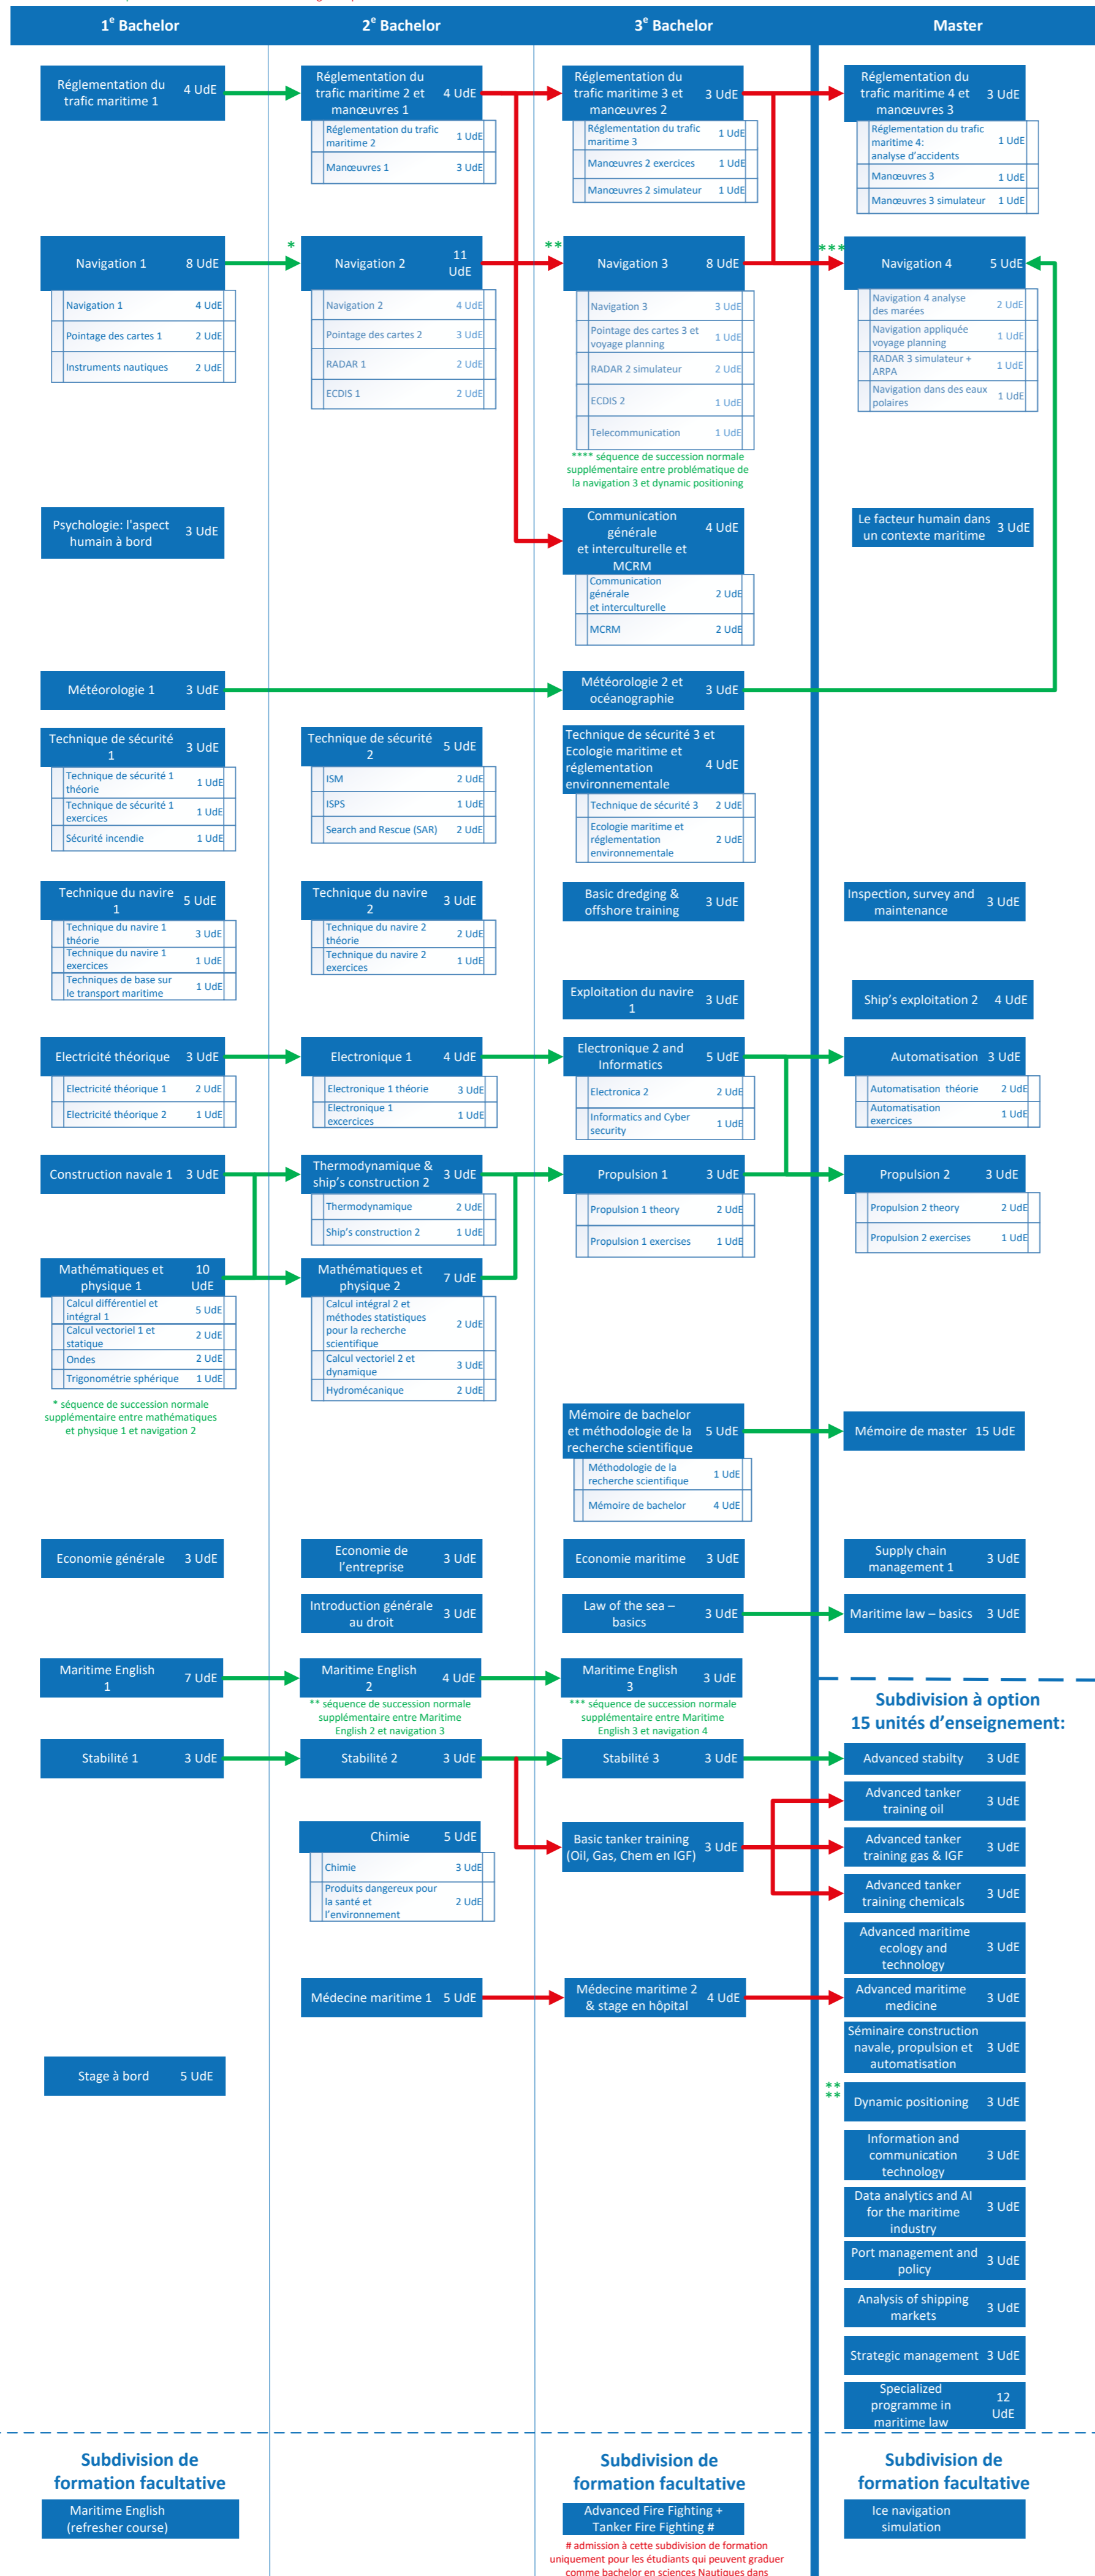 1e Bachelor
2e Bachelor
3e Bachelor
Master
Réglementation du
trafic maritime 1
4 UdE
Réglementation du
trafic maritime 2 et
manœuvres 1
4 UdE
Réglementation du trafic
maritime 2
1 UdE
Manœuvres 1
3 UdE
Réglementation du
trafic maritime 3 et
manœuvres 2
3 UdE
Réglementation du trafic
maritime 3
1 UdE
Manœuvres 2 exercices
1 UdE
Manœuvres 2 simulateur
1 UdE
Réglementation du
trafic maritime 4 et
manœuvres 3
3 UdE
Réglementation du trafic
maritime 4:
analyse d'accidents
1 UdE
Manœuvres 3
1 UdE
Manœuvres 3 simulateur
1 UdE
Navigation 1
8 UdE
Navigation 1
4 UdE
Pointage des cartes 1
2 UdE
Instruments nautiques
2 UdE
*
Navigation 2
11
UdE
Navigation 2
4 UdE
Pointage des cartes 2
3 UdE
RADAR 1
2 UdE
ECDIS 1
2 UdE
**
Navigation 3
8 UdE
Navigation 3
3 UdE
Pointage des cartes 3 et
voyage planning
1 UdE
RADAR 2 simulateur
2 UdE
ECDIS 2
1 UdE
Telecommunication
1 UdE
**** séquence de succession normale
supplémentaire entre problématique de
la navigation 3 et dynamic positioning
***
Navigation 4
5 UdE
Navigation 4 analyse
des marées
2 UdE
Navigation appliquée
voyage planning
1 UdE
RADAR 3 simulateur +
ARPA
1 UdE
Navigation dans des eaux
polaires
1 UdE
Psychologie: l'aspect
humain à bord
3 UdE
Communication
générale
et interculturelle et
MCRM
4 UdE
Communication
générale
et interculturelle
2 UdE
MCRM
2 UdE
Le facteur humain dans
un contexte maritime
3 UdE
Météorologie 1
3 UdE
Météorologie 2 et
océanographie
3 UdE
Technique de sécurité
1
3 UdE
Technique de sécurité 1
théorie
1 UdE
Technique de sécurité 1
exercices
1 UdE
Sécurité incendie
1 UdE
Technique de sécurité
2
5 UdE
ISM
2 UdE
ISPS
1 UdE
Search and Rescue (SAR)
2 UdE
Technique de sécurité 3 et
Ecologie maritime et
réglementation
environnementale
4 UdE
Technique de sécurité 3
2 UdE
Ecologie maritime et
réglementation
environnementale
2 UdE
Technique du navire
1
5 UdE
Technique du navire 1
théorie
3 UdE
Technique du navire 1
exercices
1 UdE
Techniques de base sur
le transport maritime
1 UdE
Technique du navire
2
3 UdE
Technique du navire 2
théorie
2 UdE
Technique du navire 2
exercices
1 UdE
Basic dredging &
offshore training
3 UdE
Inspection, survey and
maintenance
3 UdE
Exploitation du navire
1
3 UdE
Ship's exploitation 2
4 UdE
Electricité théorique
3 UdE
Electricité théorique 1
2 UdE
Electricité théorique 2
1 UdE
Electronique 1
4 UdE
Electronique 1 théorie
3 UdE
Electronique 1
excercices
1 UdE
Electronique 2 and
Informatics
5 UdE
Electronica 2
2 UdE
Informatics and Cyber
security
1 UdE
Automatisation
3 UdE
Automatisation théorie
2 UdE
Automatisation
exercices
1 UdE
Construction navale 1
3 UdE
Thermodynamique &
ship's construction 2
3 UdE
Thermodynamique
2 UdE
Ship's construction 2
1 UdE
Propulsion 1
3 UdE
Propulsion 1 theory
2 UdE
Propulsion 1 exercises
1 UdE
Propulsion 2
3 UdE
Propulsion 2 theory
2 UdE
Propulsion 2 exercises
1 UdE
Mathématiques et
physique 1
10
UdE
Calcul différentiel et
intégral 1
5 UdE
Calcul vectoriel 1 et
statique
2 UdE
Ondes
2 UdE
Trigonométrie sphérique
1 UdE
* séquence de succession normale
supplémentaire entre mathématiques
et physique 1 et navigation 2
Mathématiques et
physique 2
7 UdE
Calcul intégral 2 et
méthodes statistiques
pour la recherche
scientifique
2 UdE
Calcul vectoriel 2 et
dynamique
3 UdE
Hydromécanique
2 UdE
Mémoire de bachelor
et méthodologie de la
recherche scientifique
5 UdE
Méthodologie de la
recherche scientifique
1 UdE
Mémoire de bachelor
4 UdE
Mémoire de master
15 UdE
Economie générale
3 UdE
Economie de
l'entreprise
3 UdE
Economie maritime
3 UdE
Supply chain
management 1
3 UdE
Introduction générale
au droit
3 UdE
Law of the sea –
basics
3 UdE
Maritime law – basics
3 UdE
Maritime English
1
7 UdE
Maritime English
2
4 UdE
** séquence de succession normale
supplémentaire entre Maritime
English 2 et navigation 3
Maritime English
3
3 UdE
*** séquence de succession normale
supplémentaire entre Maritime
English 3 et navigation 4
Subdivision à option
15 unités d'enseignement:
Stabilité 1
3 UdE
Stabilité 2
3 UdE
Stabilité 3
3 UdE
Advanced stabilty
3 UdE
Advanced tanker
training oil
3 UdE
Chimie
5 UdE
Chimie
3 UdE
Produits dangereux pour
la santé et
l'environnement
2 UdE
Basic tanker training
(Oil, Gas, Chem en IGF)
3 UdE
Advanced tanker
training gas & IGF
3 UdE
Advanced tanker
training chemicals
3 UdE
Advanced maritime
ecology and
technology
3 UdE
Médecine maritime 1
5 UdE
Médecine maritime 2
& stage en hôpital
4 UdE
Advanced maritime
medicine
3 UdE
Séminaire construction
navale, propulsion et
automatisation
3 UdE
Stage à bord
5 UdE
**
**
Dynamic positioning
3 UdE
Information and
communication
technology
3 UdE
Data analytics and AI
for the maritime
industry
3 UdE
Port management and
policy
3 UdE
Analysis of shipping
markets
3 UdE
Strategic management
3 UdE
Specialized
programme in
maritime law
12
UdE
Subdivision de
formation facultative
Maritime English
(refresher course)
Subdivision de
formation facultative
Advanced Fire Fighting +
Tanker Fire Fighting #
# admission à cette subdivision de formation
uniquement pour les étudiants qui peuvent graduer
comme bachelor en sciences Nautiques dans
Subdivision de
formation facultative
Ice navigation
simulation